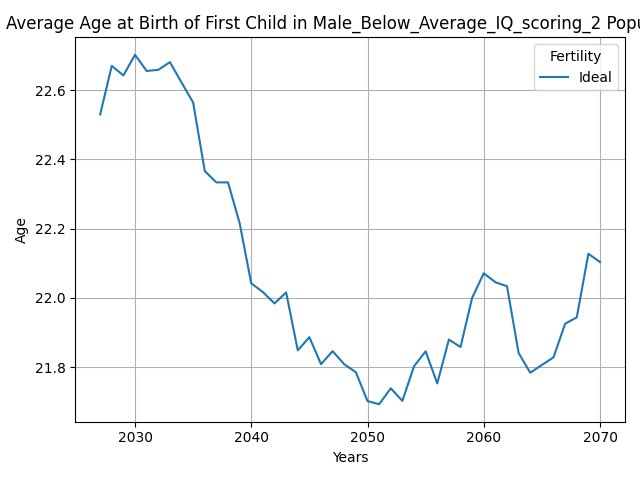 Average Age at Birth of First Child in Male_Below_Average_IQ_scoring_2
Fertility
Ideal
22.6
22.4
22.2
22.0
21.8
Age
2030 2040 2050 2060 2070
Years